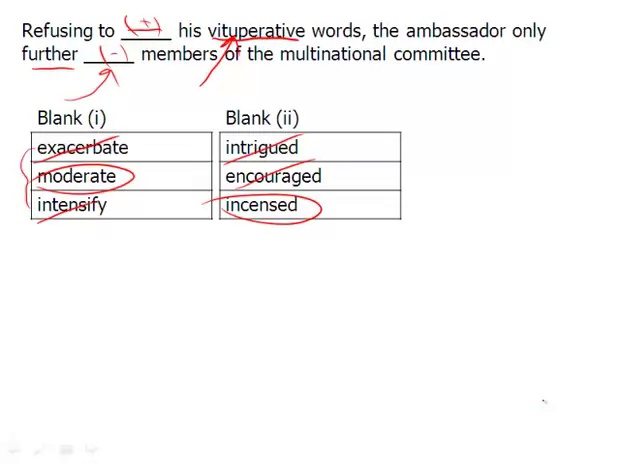 Refusing to (+) his vituperative words, the ambassador only
further (-) members of the multinational committee.
Blank (i) Blank (ii)
exacerbate intrigued
moderate encouraged
intensify incensed